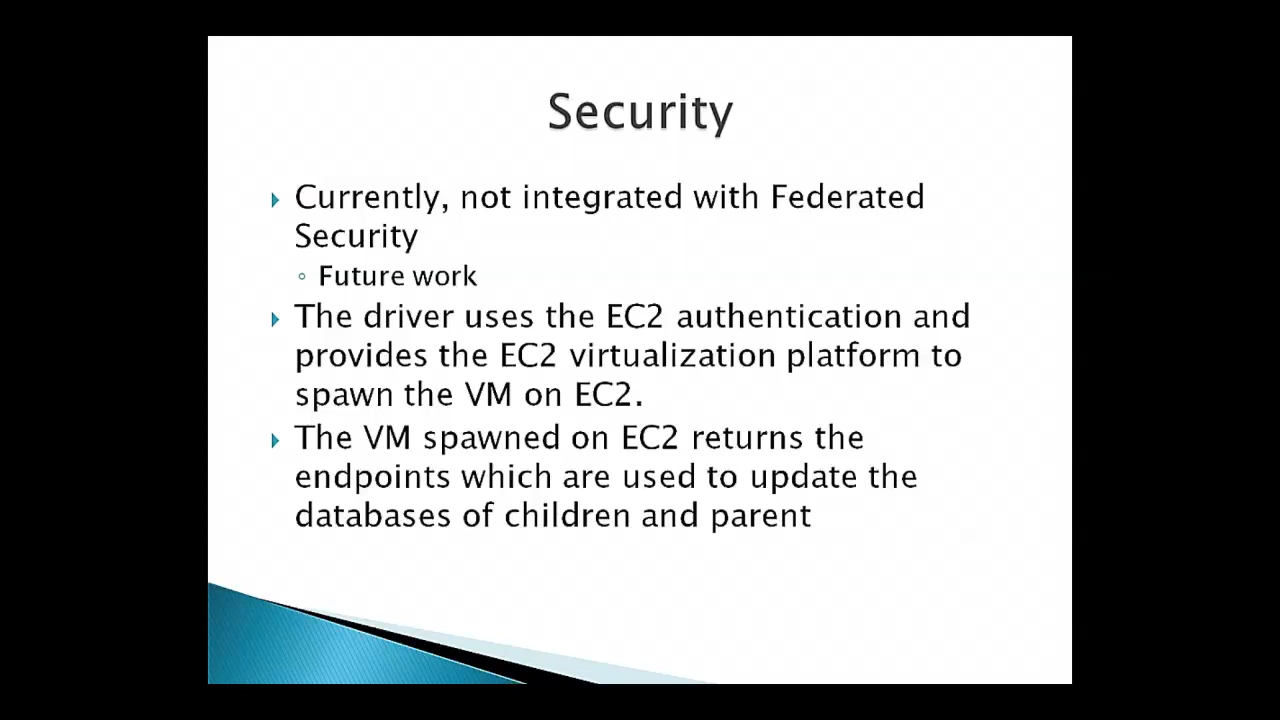 Security
Currently, not integrated with Federated
Security
Future work
The driver uses the EC2 authentication and
provides the EC2 virtualization platform to
spawn the VM on EC2.
The VM spawned on EC2 returns the
endpoints which are used to update the
databases of children and parent